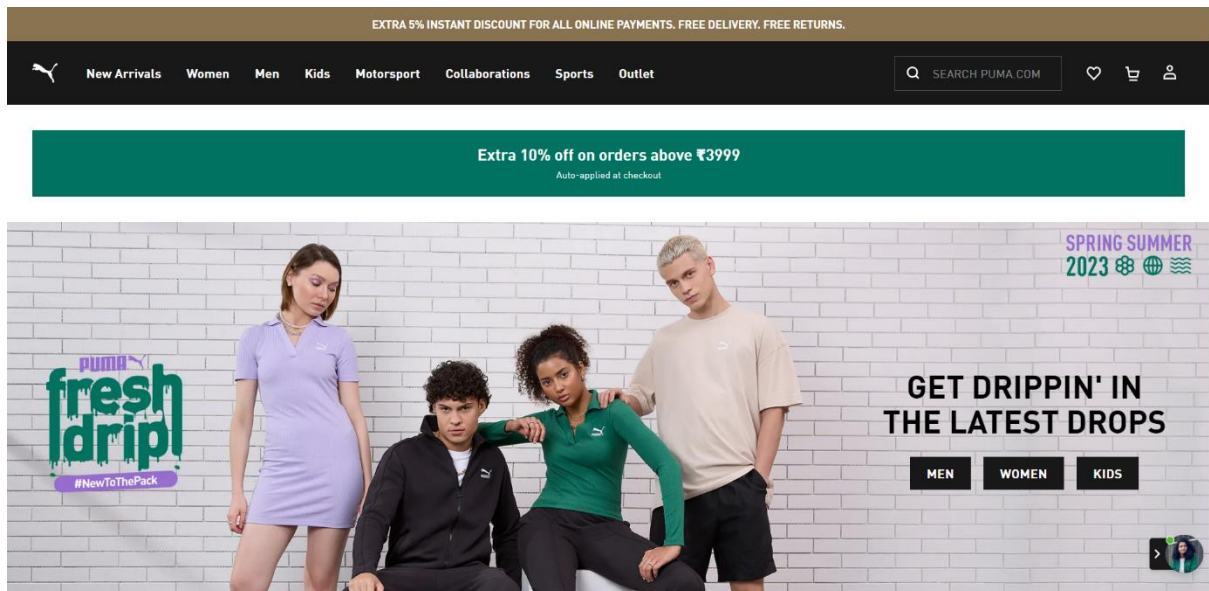 EXTRA 5% INSTANT DISCOUNT FOR ALL ONLINE PAYMENTS. FREE DELIVERY. FREE RETURNS.
New Arrivals Women Men Kids Motorsport Collaborations Sports Outlet SEARCH PUMA.COM
Extra 10% off on orders above ₹3999
Auto-applied at checkout
SPRING SUMMER
2023
PUMA
fresh
drip
#NewToThePack
GET DRIPPIN' IN
THE LATEST DROPS
MEN WOMEN KIDS